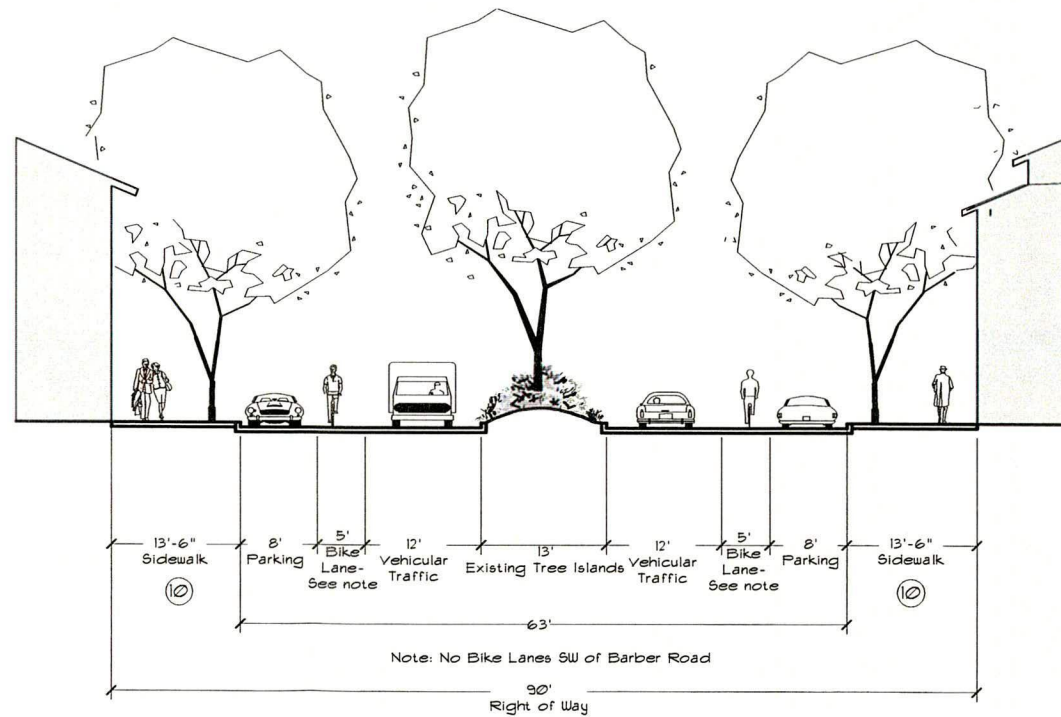 13'-6"
Sidewalk
10
8'
Parking
5'
Bike
Lane-
See note
12'
Vehicular
Traffic
13'
Existing Tree Islands
12'
Vehicular
Traffic
5'
Bike
Lane-
See note
8'
Parking
13'-6"
Sidewalk
10
63'
Note: No Bike Lanes SW of Barber Road
90'
Right of Way